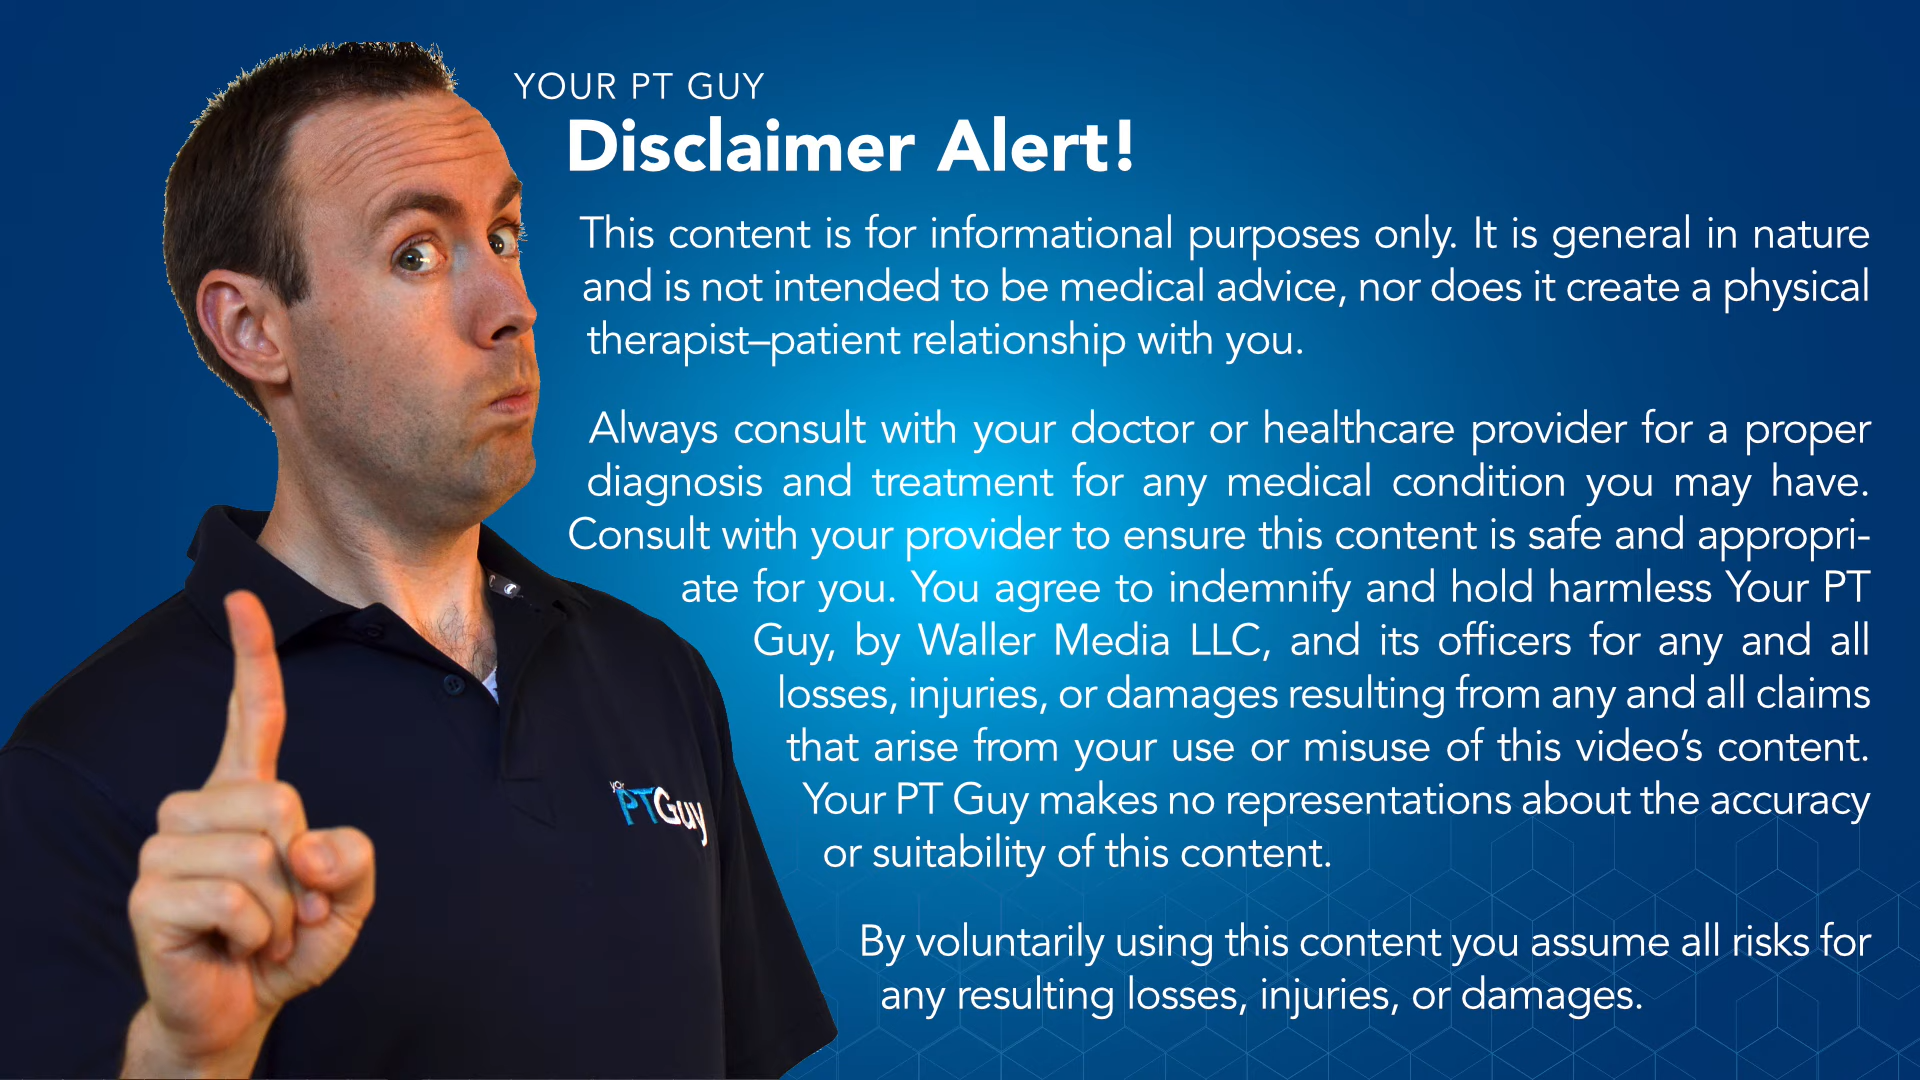 YOUR PT GUY
Disclaimer Alert!
This content is for informational purposes only. It is general in nature
and is not intended to be medical advice, nor does it create a physical
therapist–patient relationship with you.
Always consult with your doctor or healthcare provider for a proper
diagnosis and treatment for any medical condition you may have.
Consult with your provider to ensure this content is safe and appropri-
ate for you. You agree to indemnify and hold harmless Your PT
Guy, by Waller Media LLC, and its officers for any and all
losses, injuries, or damages resulting from any and all claims
that arise from your use or misuse of this video’s content.
Your PT Guy makes no representations about the accuracy
or suitability of this content.
By voluntarily using this content you assume all risks for
any resulting losses, injuries, or damages.
PTGuy